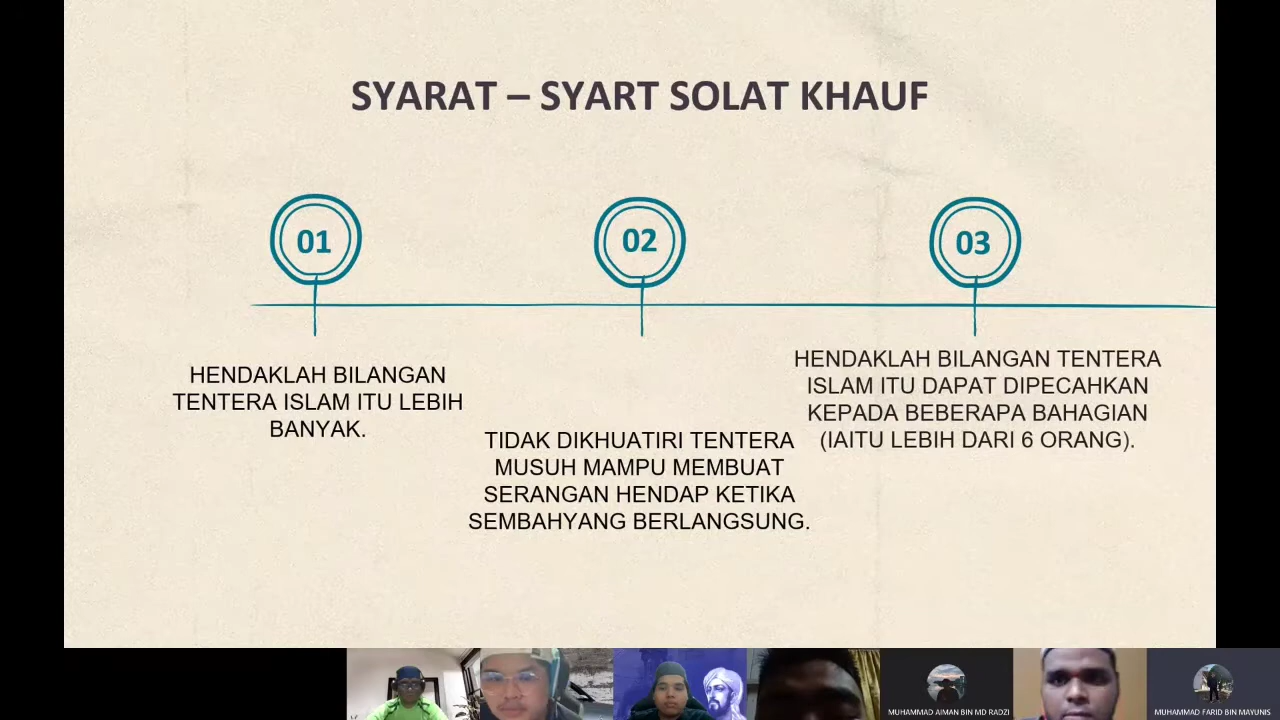 SYARAT – SYART SOLAT KHAUF
01
HENDAKLAH BILANGAN
TENTERA ISLAM ITU LEBIH
BANYAK.
02
TIDAK DIKHUATIRI TENTERA
MUSUH MAMPU MEMBUAT
SERANGAN HENDAP KETIKA
SEMBAHYANG BERLANGSUNG.
03
HENDAKLAH BILANGAN TENTERA
ISLAM ITU DAPAT DIPECAHKAN
KEPADA BEBERAPA BAHAGIAN
(IAITU LEBIH DARI 6 ORANG).
MUHAMMAD AIMAN BIN MD RADZI
MUHAMMAD FARID BIN MAYUNIS